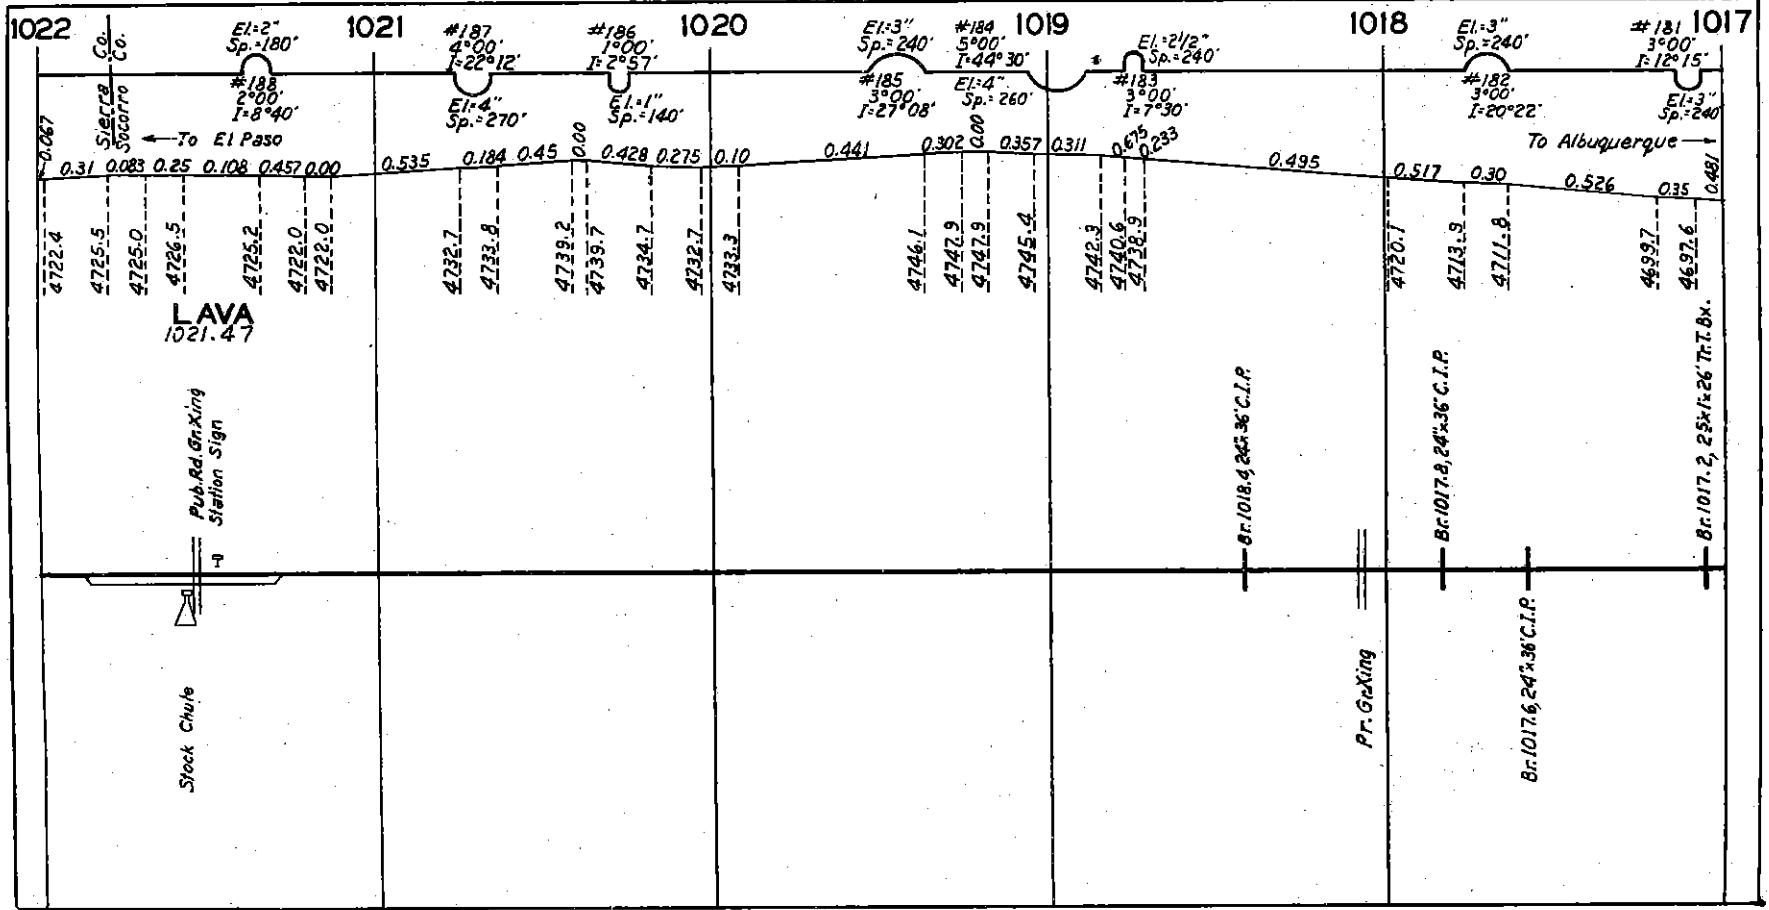 1022
1021
1020
1019
1018
1017
Sierra Co.
Socorro Co.
El.=2"
Sp.=180'
#188
2°00'
I=8°40'
#187
4°00'
I=22°12'
El.=4"
Sp.=270'
#186
1°00'
I=2°57'
El.=1"
Sp.=140'
El.=3"
Sp.=240'
#185
3°00'
I=27°08'
#184
5°00'
I=44°30'
El.=4"
Sp.=260'
El.=2 1/2"
Sp.=240'
#183
3°00'
I=7°30'
El.=3"
Sp.=240'
#182
3°00'
I=20°22'
#181
3°00'
I=12°15'
El.=3"
Sp.=240'
←To El Paso
To Albuquerque→
0.067
0.31
0.083
0.25
0.108
0.457
0.00
0.535
0.184
0.45
0.00
0.428
0.275
0.10
0.441
0.302
0.00
0.357
0.311
0.675
0.233
0.495
0.517
0.30
0.526
0.35
0.481
4722.4
4725.5
4725.0
4726.5
4725.2
4722.0
4722.0
4732.7
4733.8
4739.2
4739.7
4734.7
4732.7
4733.3
4746.1
4747.9
4747.9
4745.4
4742.3
4740.6
4738.9
4720.1
4713.9
4711.8
4699.7
4697.6
LAVA
1021.47
Pub.Rd.Gr.Xing
Station Sign
Stock Chute
Br.1018.4, 24"x36' C.I.P.
Pr. Gr.Xing
Br.1017.8, 24"x36' C.I.P.
Br.1017.6, 24"x36' C.I.P.
Br.1017.2, 25x1x26' Tr.T.Bx.